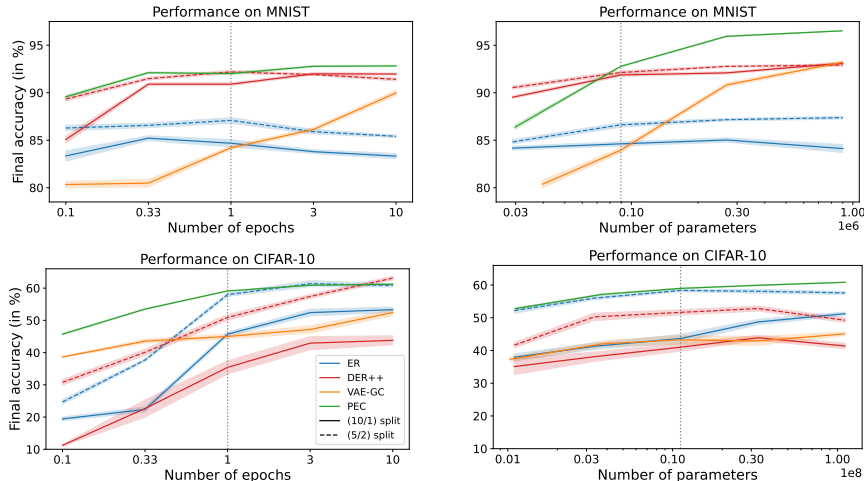 Performance on MNIST
Final accuracy (in %)
95
90
85
80
0.1 0.33 1 3 10
Number of epochs
Performance on MNIST
95
90
85
80
0.03 0.10 0.30 1.00
1e6
Number of parameters
Performance on CIFAR-10
Final accuracy (in %)
60
50
40
30
20
10
ER
DER++
VAE-GC
PEC
(10/1) split
(5/2) split
0.1 0.33 1 3 10
Number of epochs
Performance on CIFAR-10
60
50
40
30
20
10
0.01 0.03 0.10 0.30 1.00
1e8
Number of parameters